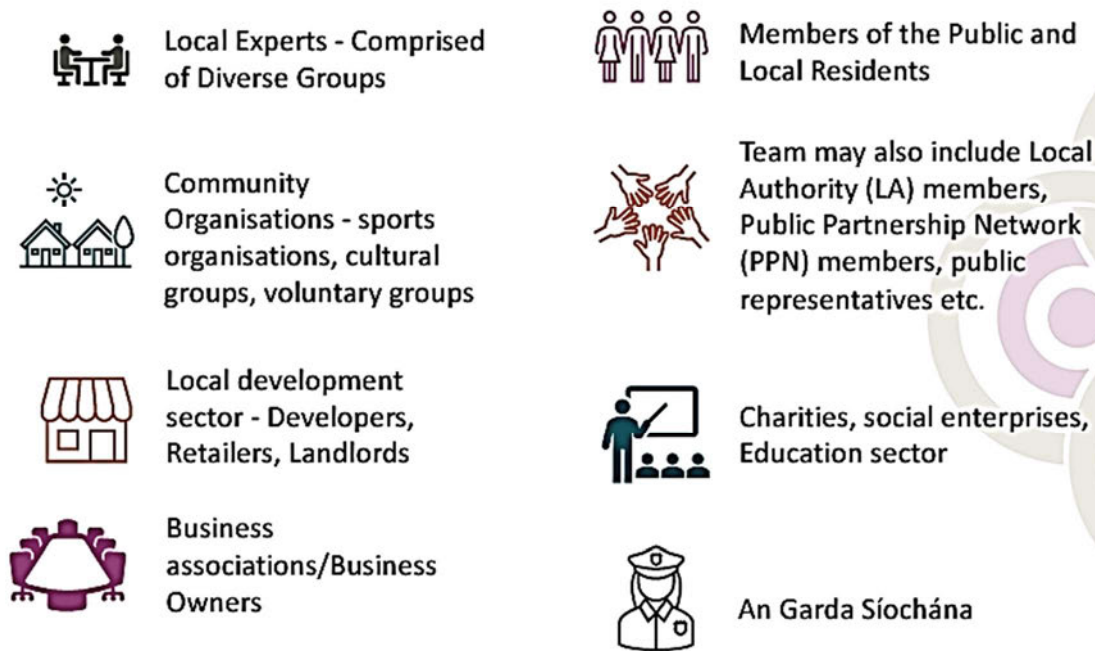 Local Experts - Comprised
of Diverse Groups
Community
Organisations - sports
organisations, cultural
groups, voluntary groups
Local development
sector - Developers,
Retailers, Landlords
Business
associations/Business
Owners
Members of the Public and
Local Residents
Team may also include Local
Authority (LA) members,
Public Partnership Network
(PPN) members, public
representatives etc.
Charities, social enterprises,
Education sector
An Garda Síochána